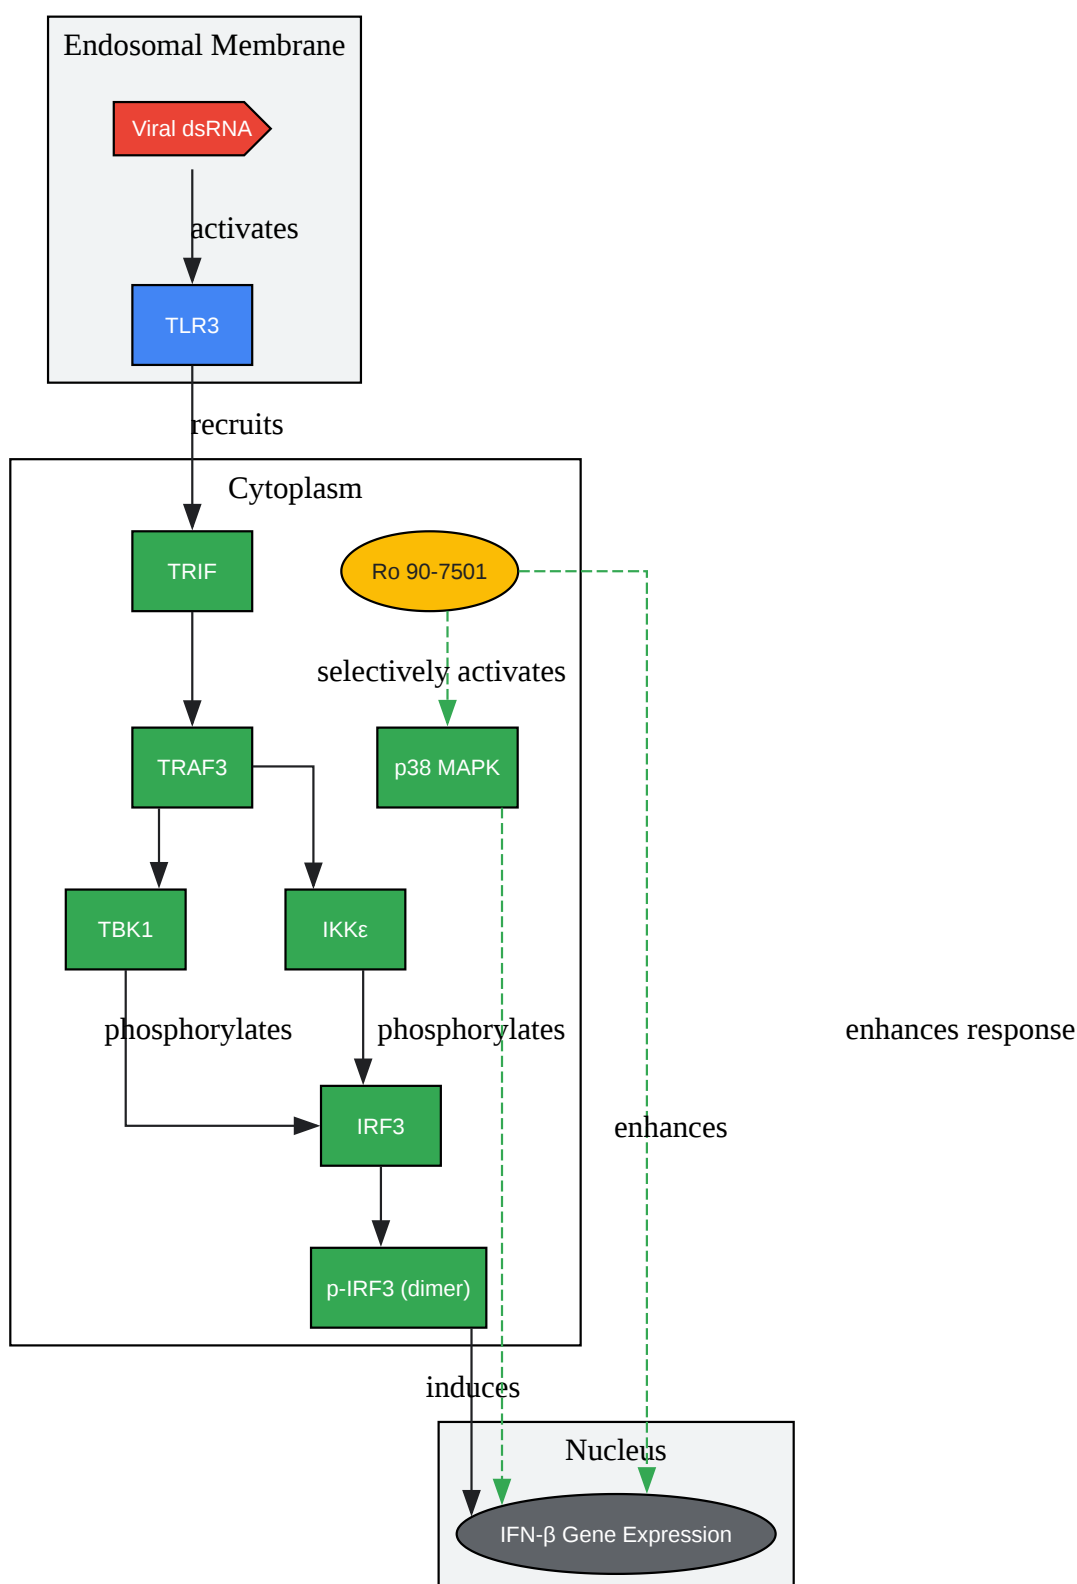 Endosomal Membrane
Viral dsRNA
activates
TLR3
recruits
Cytoplasm
TRIF
Ro 90-7501
selectively activates
TRAF3
p38 MAPK
TBK1
IKKε
phosphorylates
phosphorylates
enhances response
IRF3
enhances
p-IRF3 (dimer)
induces
Nucleus
IFN-β Gene Expression